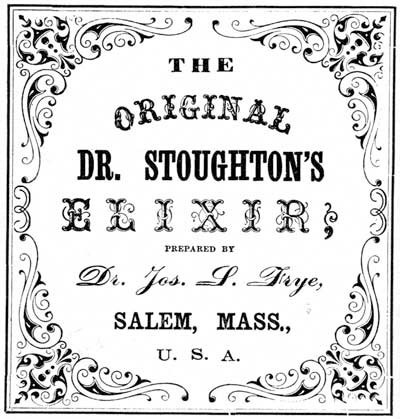 THE
ORIGINAL
DR. STOUGHTON'S
ELIXIR;
PREPARED BY
Dr. Jos. S. Frye,
SALEM, MASS.,
U. S. A.